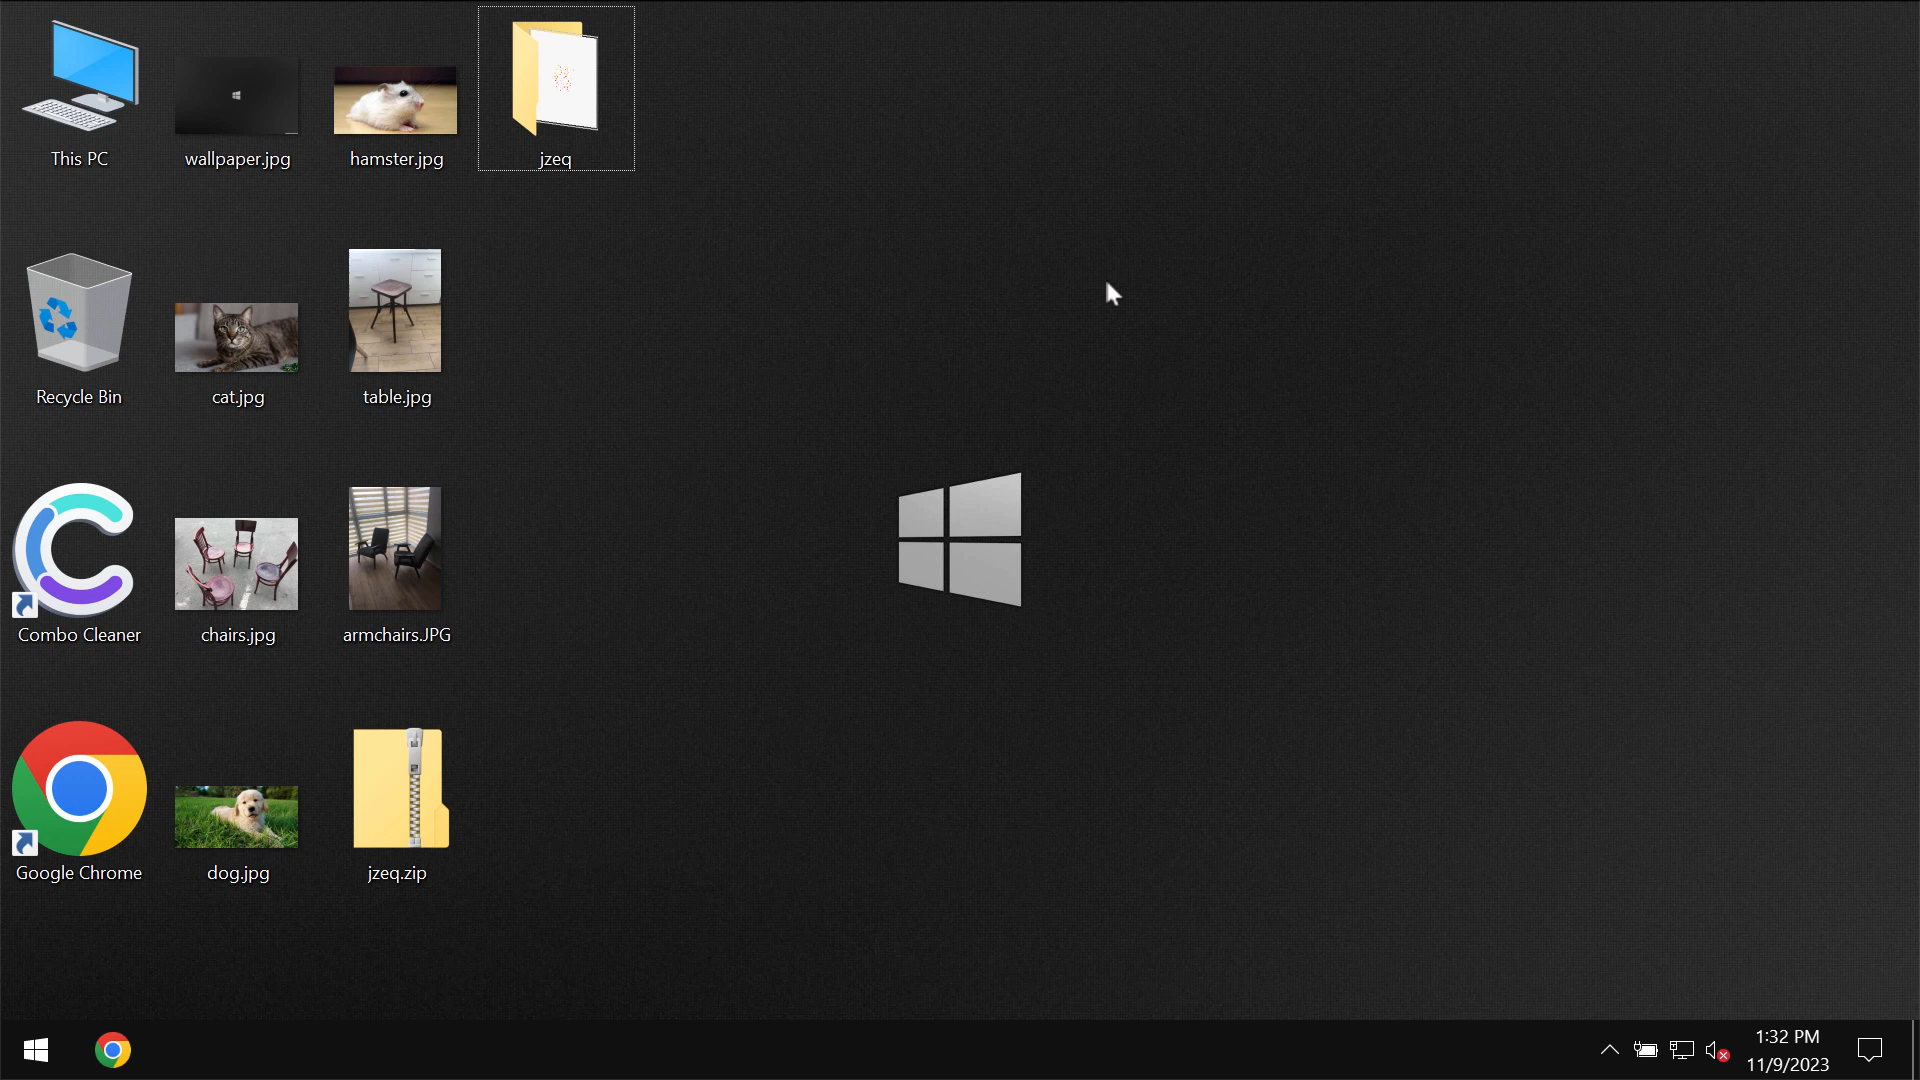 This PC
wallpaper.jpg
hamster.jpg
jzeq
Recycle Bin
cat.jpg
table.jpg
Combo Cleaner
chairs.jpg
armchairs.JPG
Google Chrome
dog.jpg
jzeq.zip
1:32 PM
11/9/2023